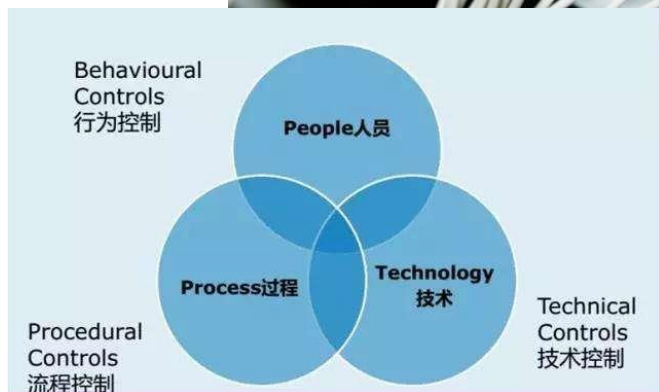 Behavioural
Controls
行为控制
People人员
Process过程
Technology
技术
Procedural
Controls
流程控制
Technical
Controls
技术控制